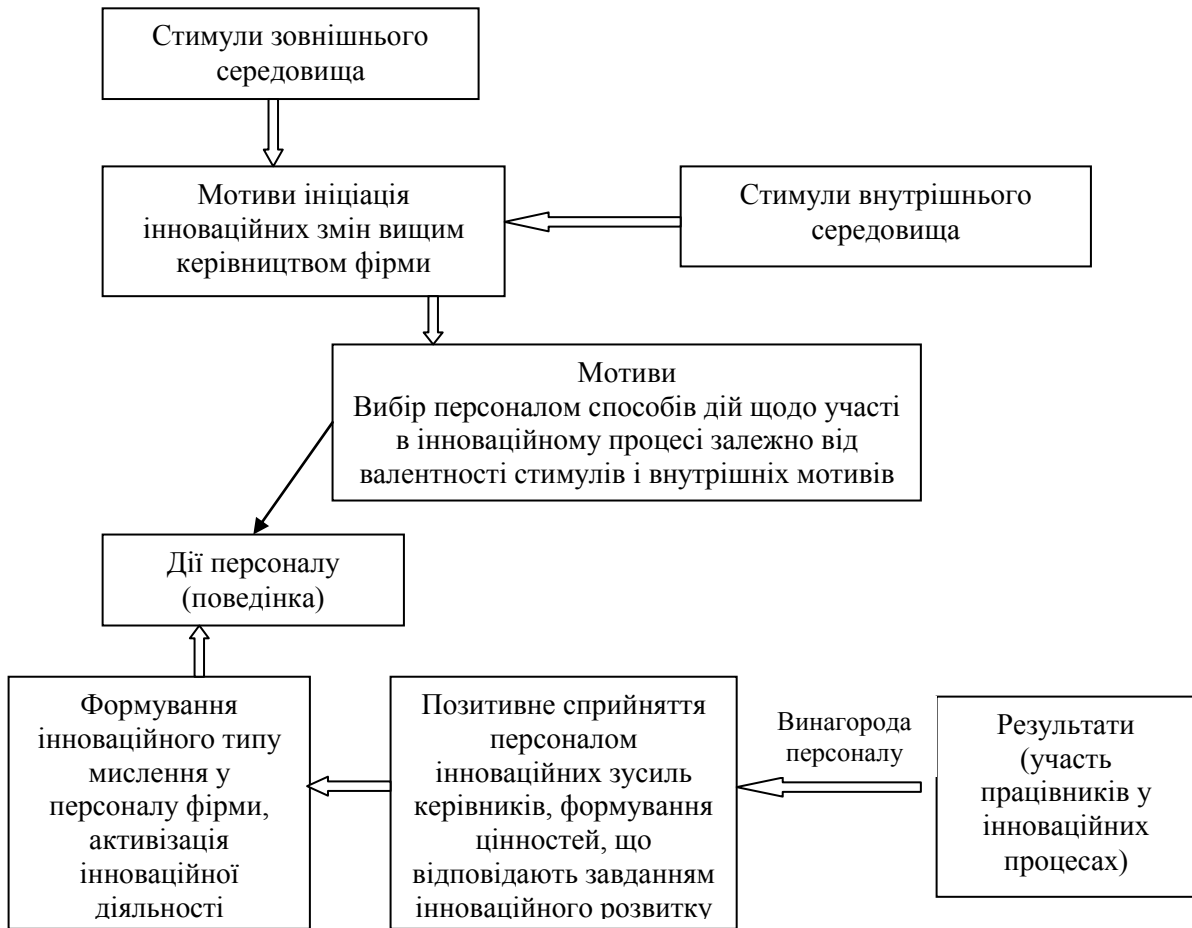 Стимули зовнішнього
середовища
Мотиви ініціація
інноваційних змін вищим
керівництвом фірми
Стимули внутрішнього
середовища
Мотиви
Вибір персоналом способів дій щодо участі
в інноваційному процесі залежно від
валентності стимулів і внутрішніх мотивів
Дії персоналу
(поведінка)
Формування
інноваційного типу
мислення у
персоналу фірми,
активізація
інноваційної
діяльності
Позитивне сприйняття
персоналом
інноваційних зусиль
керівників, формування
цінностей, що
відповідають завданням
інноваційного розвитку
Винагорода
персоналу
Результати
(участь
працівників у
інноваційних
процесах)